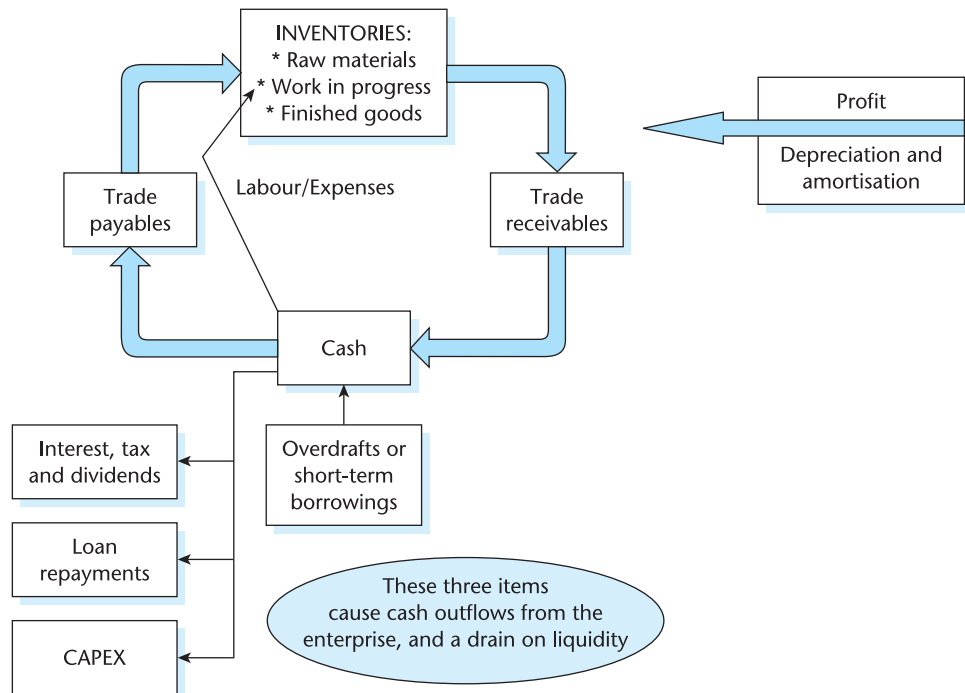 INVENTORIES:
* Raw materials
* Work in progress
* Finished goods
Profit
Depreciation and
amortisation
Labour/Expenses
Trade
payables
Trade
receivables
Cash
Interest, tax
and dividends
Overdrafts or
short-term
borrowings
Loan
repayments
These three items
cause cash outflows from the
enterprise, and a drain on liquidity
CAPEX